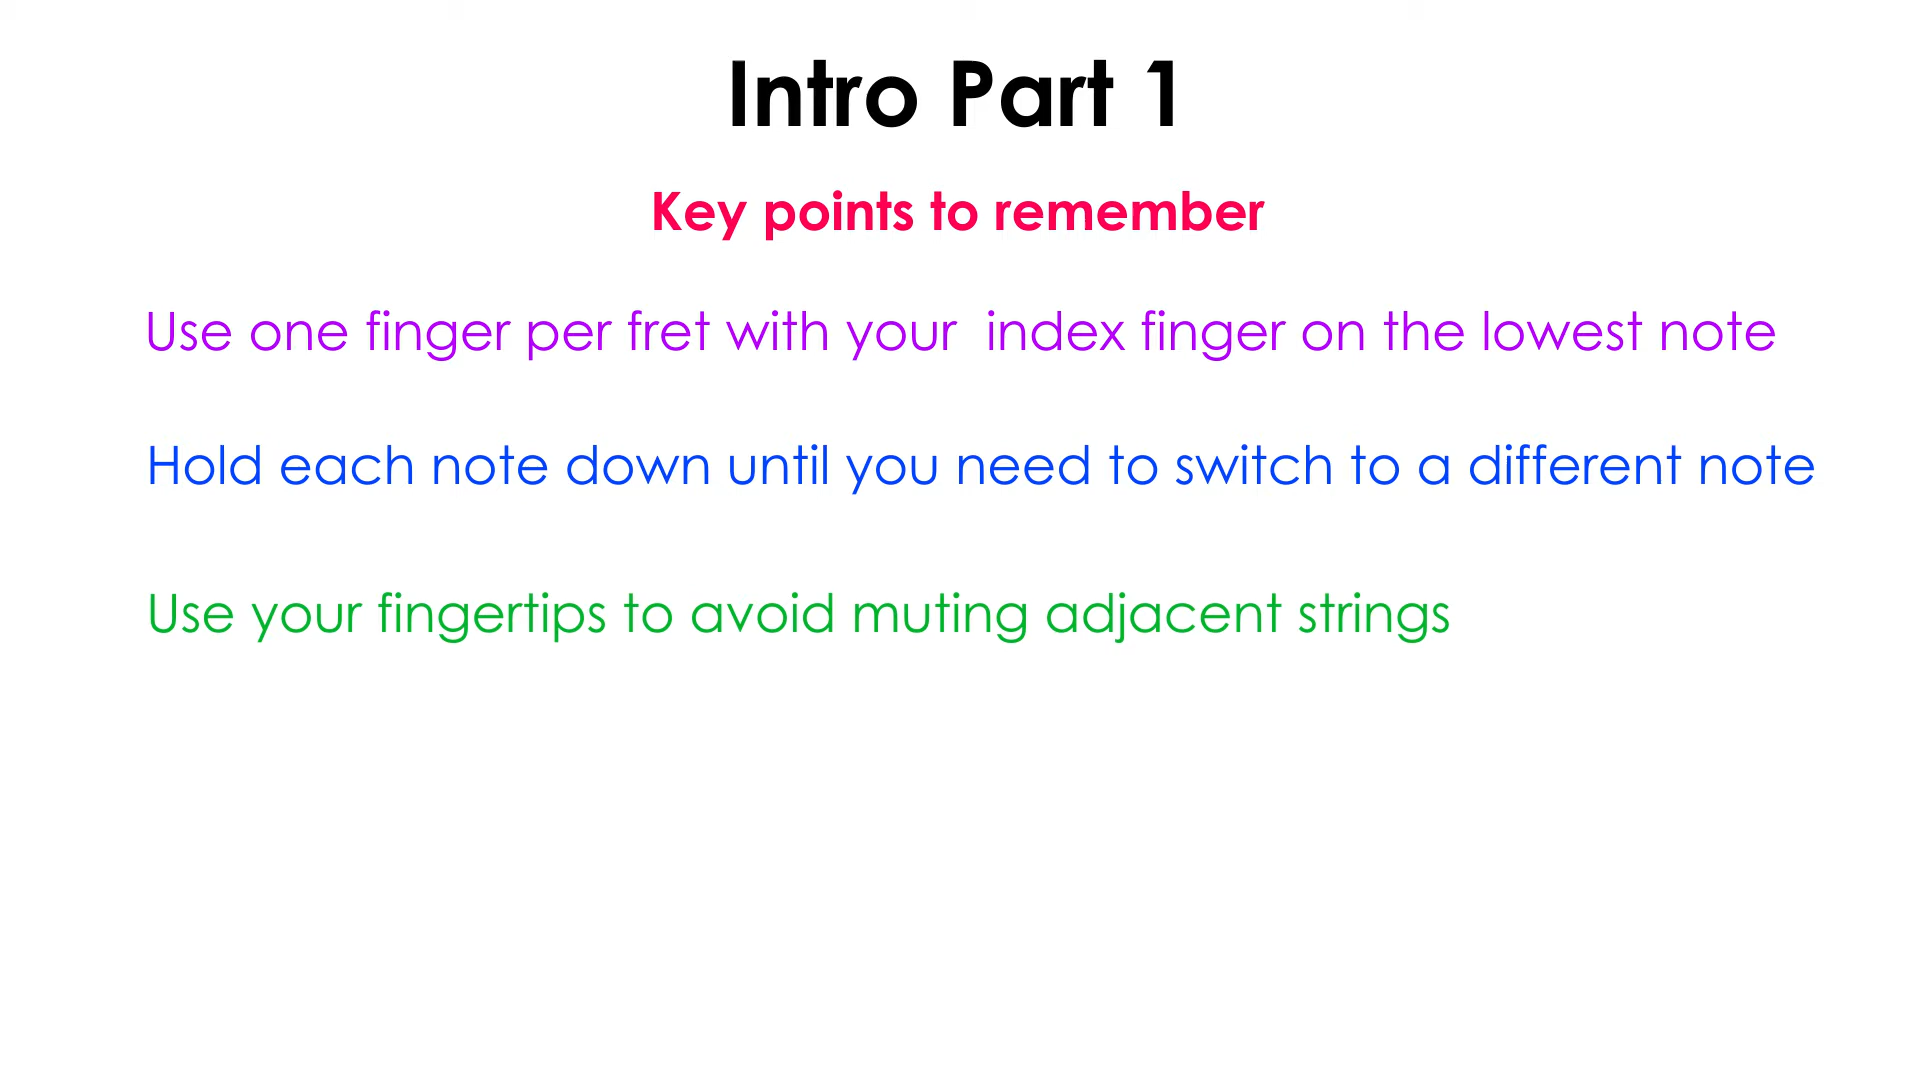 Intro Part 1
Key points to remember
Use one finger per fret with your  index finger on the lowest note
Hold each note down until you need to switch to a different note
Use your fingertips to avoid muting adjacent strings